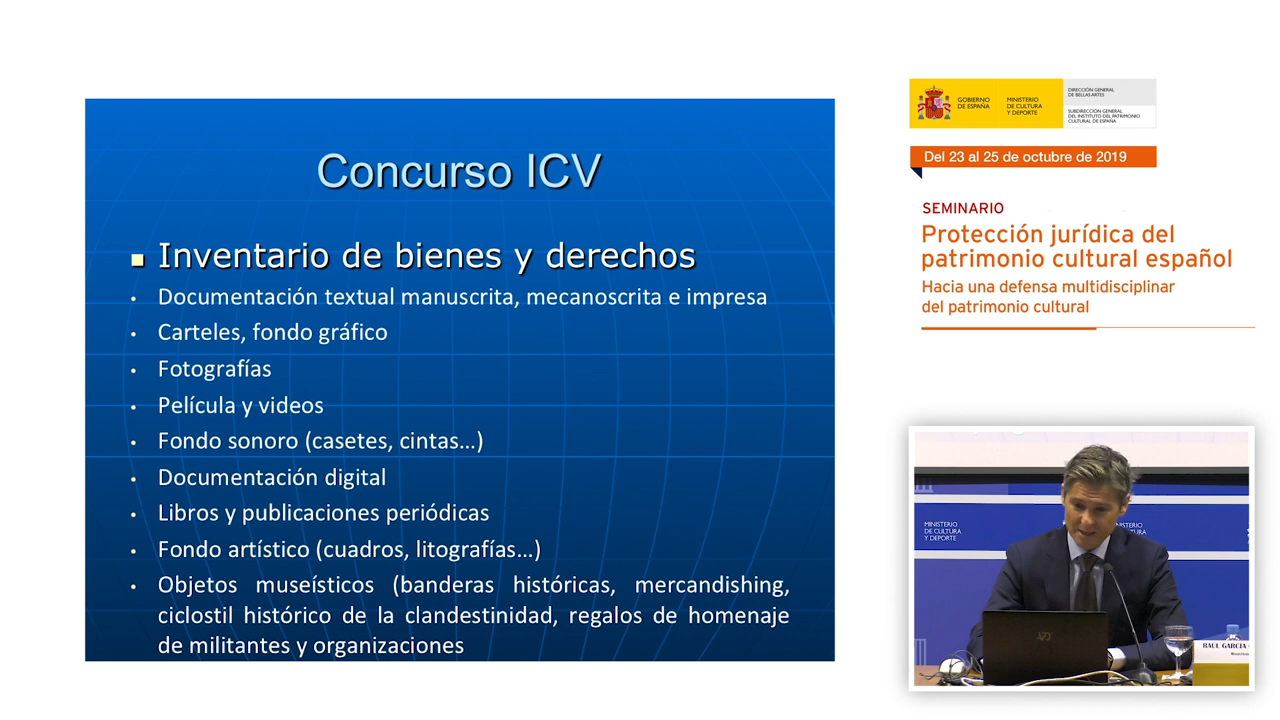 Concurso ICV
Inventario de bienes y derechos
Documentación textual manuscrita, mecanoscrita e impresa
Carteles, fondo gráfico
Fotografías
Película y videos
Fondo sonoro (casetes, cintas...)
Documentación digital
Libros y publicaciones periódicas
Fondo artístico (cuadros, litografías...)
Objetos museísticos (banderas históricas, mercandishing,
ciclostil histórico de la clandestinidad, regalos de homenaje
de militantes y organizaciones
GOBIERNO
DE ESPAÑA
MINISTERIO
DE CULTURA
Y DEPORTE
DIRECCIÓN GENERAL
DE BELLAS ARTES
SUBDIRECCIÓN GENERAL
DEL INSTITUTO DEL PATRIMONIO
CULTURAL DE ESPAÑA
Del 23 al 25 de octubre de 2019
SEMINARIO
Protección jurídica del
patrimonio cultural español
Hacia una defensa multidisciplinar
del patrimonio cultural
MINISTERIO
DE CULTURA
Y DEPORTE
RAUL GARCIA